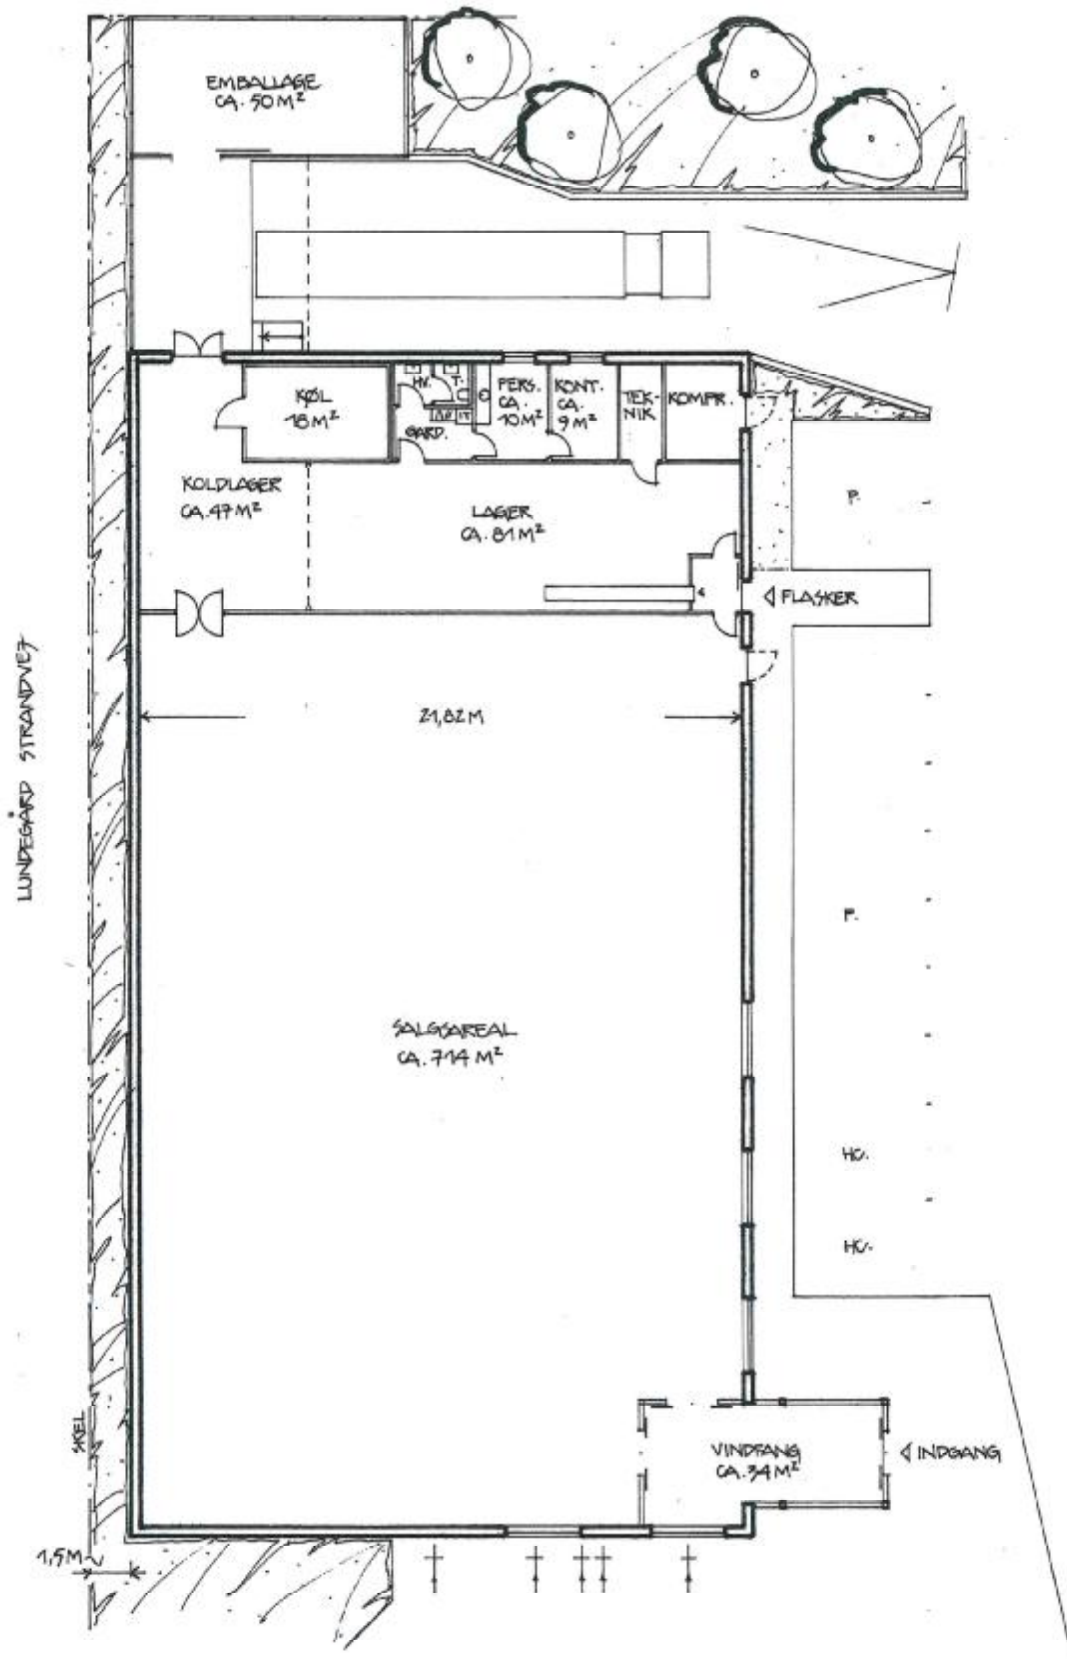 EMBALLAGE
CA. 50 M²
KØL
18 M²
HV.
T.
GARD.
PERS.
CA.
10 M²
KONT.
CA.
9 M²
TEK-
NIK
KOMPR.
KOLDLAGER
CA. 47 M²
LAGER
CA. 81 M²
P.
FLASKER
LUNDEGÅRD STRANDVEJ
21,82 M
P.
SALGSAREAL
CA. 714 M²
HC.
HC.
SKEL
VINDFANG
CA. 34 M²
INDGANG
1,5 M